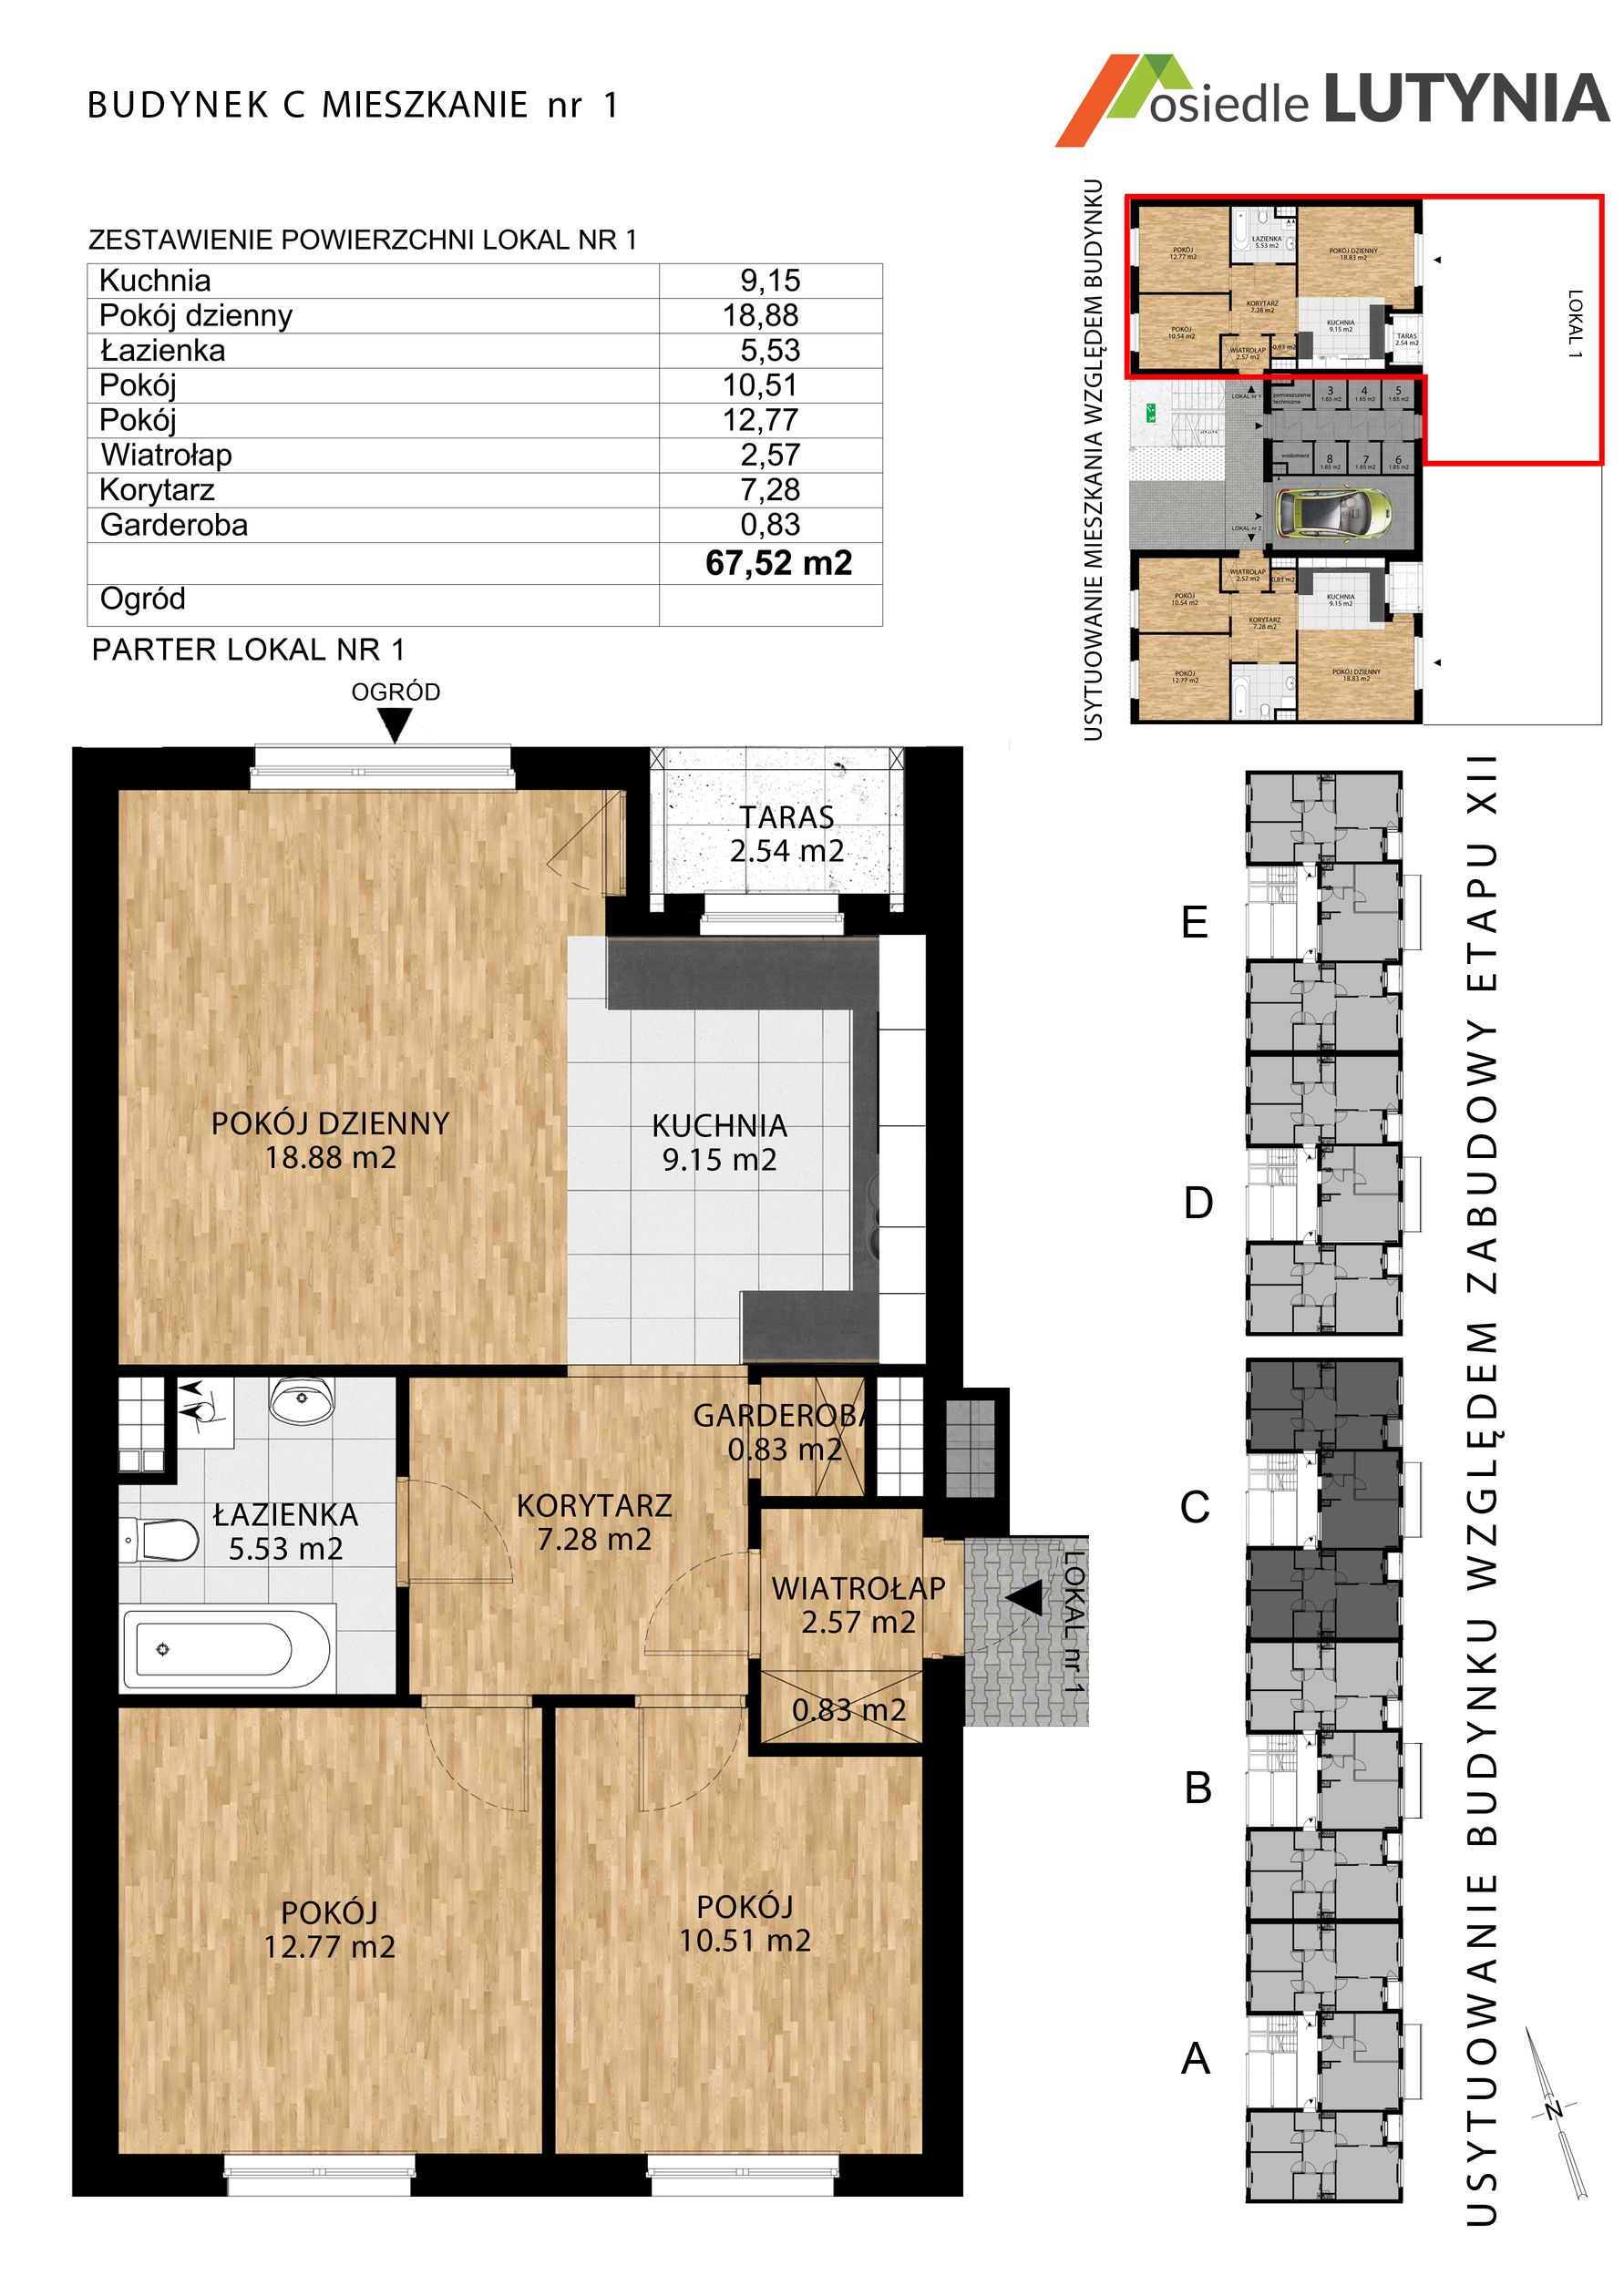 BUDYNEK C MIESZKANIE nr 1
osiedle LUTYNIA
ZESTAWIENIE POWIERZCHNI LOKAL NR 1
Kuchnia 9,15
Pokój dzienny 18,88
Łazienka 5,53
Pokój 10,51
Pokój 12,77
Wiatrołap 2,57
Korytarz 7,28
Garderoba 0,83
67,52 m2
Ogród
PARTER LOKAL NR 1
OGRÓD
TARAS
2.54 m2
POKÓJ DZIENNY
18.88 m2
KUCHNIA
9.15 m2
GARDEROBA
0.83 m2
KORYTARZ
7.28 m2
ŁAZIENKA
5.53 m2
WIATROŁAP
2.57 m2
0.83 m2
LOKAL nr 1
POKÓJ
12.77 m2
POKÓJ
10.51 m2
USYTUOWANIE MIESZKANIA WZGLĘDEM BUDYNKU
POKÓJ
12.77 m2
ŁAZIENKA
5.53 m2
POKÓJ DZIENNY
18.83 m2
KORYTARZ
7.28 m2
POKÓJ
10.54 m2
KUCHNIA
9.15 m2
TARAS
2.54 m2
WIATROŁAP
2.57 m2
0.83 m2
LOKAL 1
LOKAL nr 1
pomieszczenie
techniczne
3
1.65 m2
4
1.65 m2
5
1.65 m2
wodomierz
8
1.65 m2
7
1.65 m2
6
1.65 m2
LOKAL nr 2
WIATROŁAP
2.57 m2
0.83 m2
POKÓJ
10.54 m2
KUCHNIA
9.15 m2
KORYTARZ
7.28 m2
POKÓJ
12.77 m2
POKÓJ DZIENNY
18.83 m2
E
D
C
B
A
USYTUOWANIE BUDYNKU WZGLĘDEM ZABUDOWY ETAPU XII
N